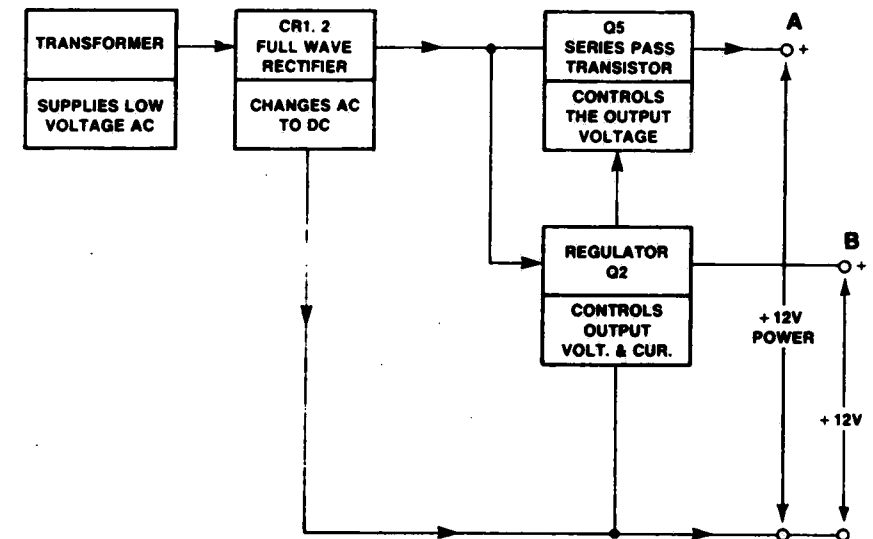 TRANSFORMER
SUPPLIES LOW
VOLTAGE AC
CR1. 2
FULL WAVE
RECTIFIER
CHANGES AC
TO DC
Q5
SERIES PASS
TRANSISTOR
CONTROLS
THE OUTPUT
VOLTAGE
A
+
REGULATOR
Q2
CONTROLS
OUTPUT
VOLT. & CUR.
B
+
+ 12V
POWER
+ 12V